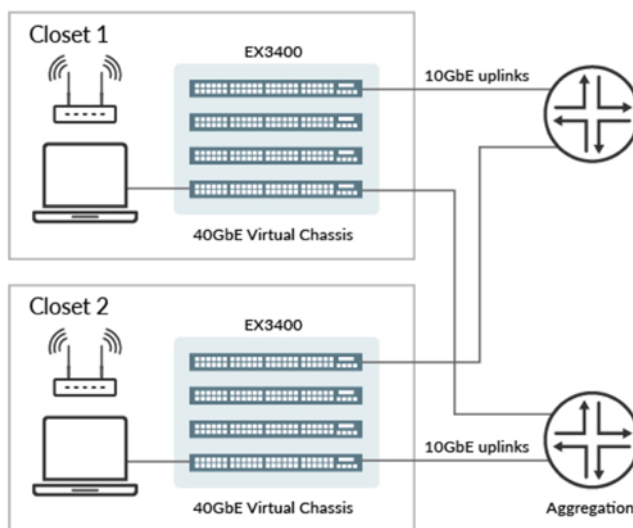 Closet 1
EX3400
10GbE uplinks
40GbE Virtual Chassis
Closet 2
EX3400
10GbE uplinks
40GbE Virtual Chassis
Aggregation